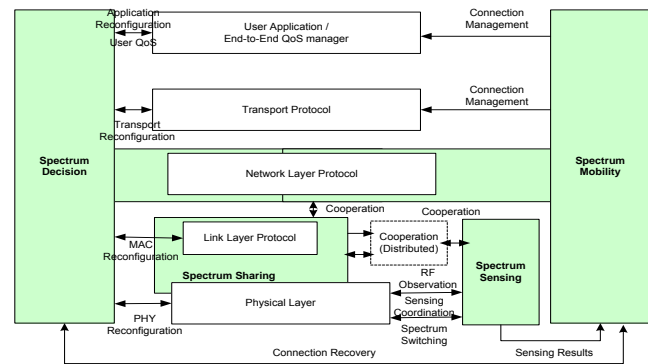 Application
Reconfiguration
User QoS
User Application /
End-to-End QoS manager
Connection
Management
Transport
Reconfiguration
Transport Protocol
Connection
Management
Spectrum
Decision
Network Layer Protocol
Spectrum
Mobility
Cooperation
MAC
Reconfiguration
Link Layer Protocol
Spectrum Sharing
Cooperation
(Distributed)
Cooperation
Spectrum
Sensing
RF
Observation
PHY
Reconfiguration
Physical Layer
Sensing
Coordination
Spectrum
Switching
Connection Recovery
Sensing Results